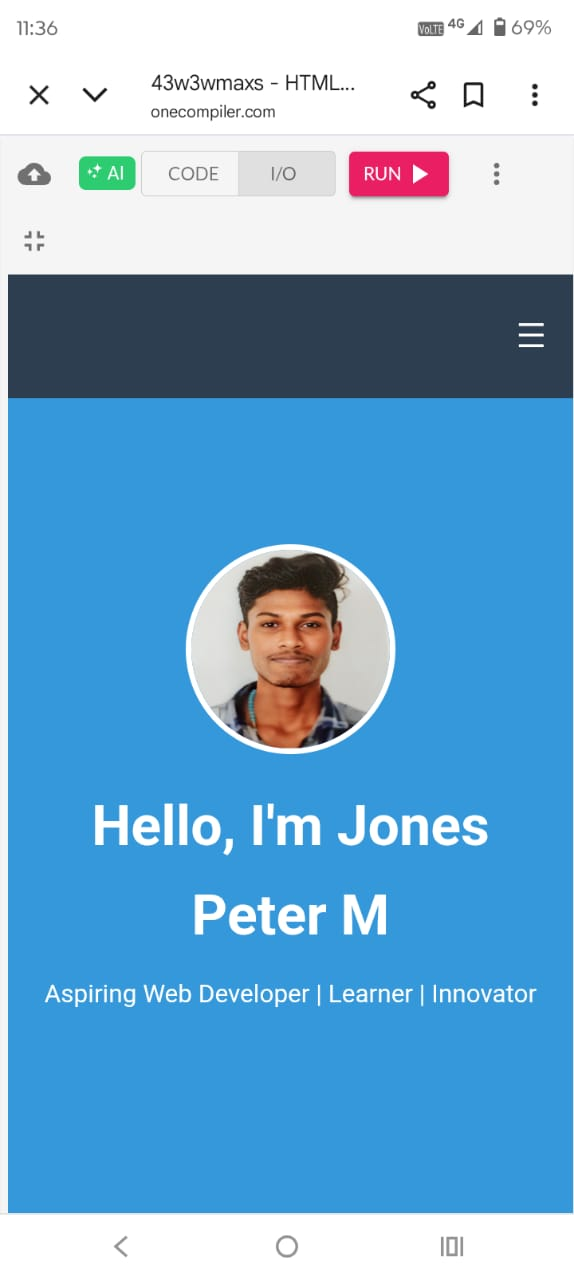 11:36
VoLTE 4G 69%
43w3wmaxs - HTML...
onecompiler.com
AI CODE I/O RUN
Hello, I'm Jones
Peter M
Aspiring Web Developer | Learner | Innovator